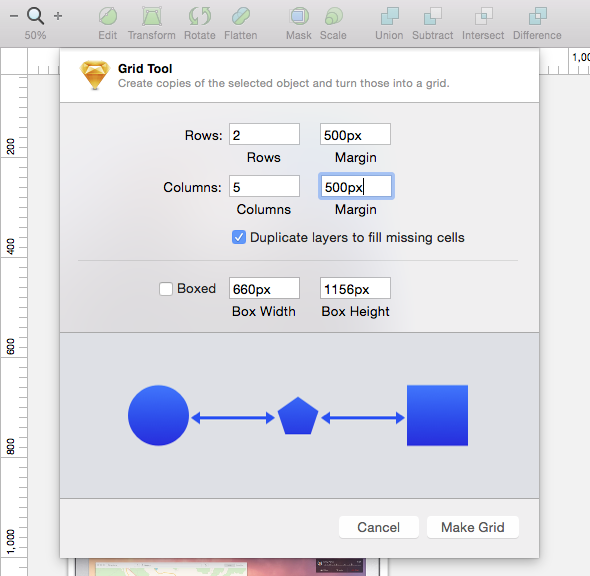 − +
50% Edit Transform Rotate Flatten Mask Scale Union Subtract Intersect Difference
1,00
Grid Tool
Create copies of the selected object and turn those into a grid.
Rows: 2 500px
Rows Margin
Columns: 5 500px
Columns Margin
Duplicate layers to fill missing cells
Boxed 660px 1156px
Box Width Box Height
Cancel Make Grid
200
400
600
800
1,000